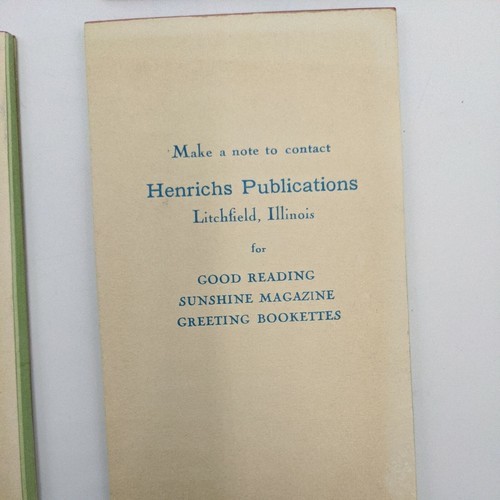 Make a note to contact
Henrichs Publications
Litchfield, Illinois
for
GOOD READING
SUNSHINE MAGAZINE
GREETING BOOKETTES